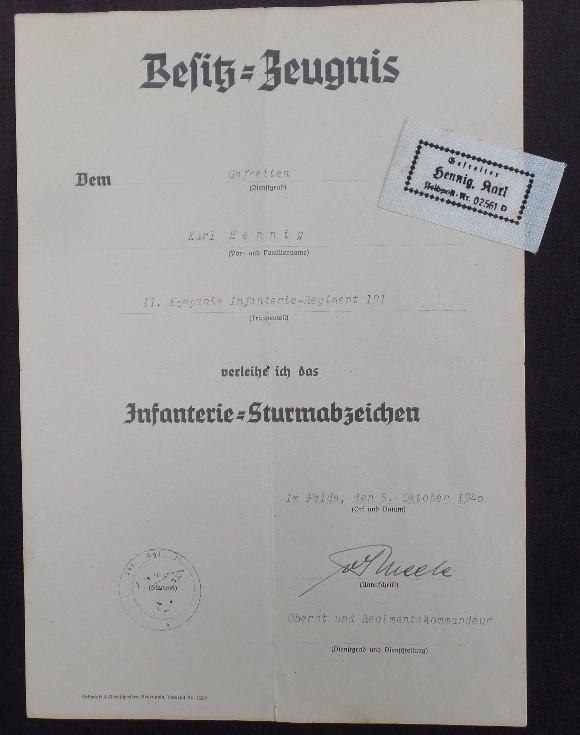 Besitz=Zeugnis
Dem Gefreiten
(Dienstgrad)
Gefreiter
Hennig, Karl
Feldpost-Nr. 02561 D
Karl Hennig
(Vor- und Familienname)
11. Kompanie Infanterie-Regiment 191
(Truppenteil)
verleihe ich das
Infanterie=Sturmabzeichen
Im Felde, den 5. Oktober 1940
(Ort und Datum)
(Stempel)
(Unterschrift)
Oberst und Regimentskommandeur
(Dienstgrad und Dienststellung)